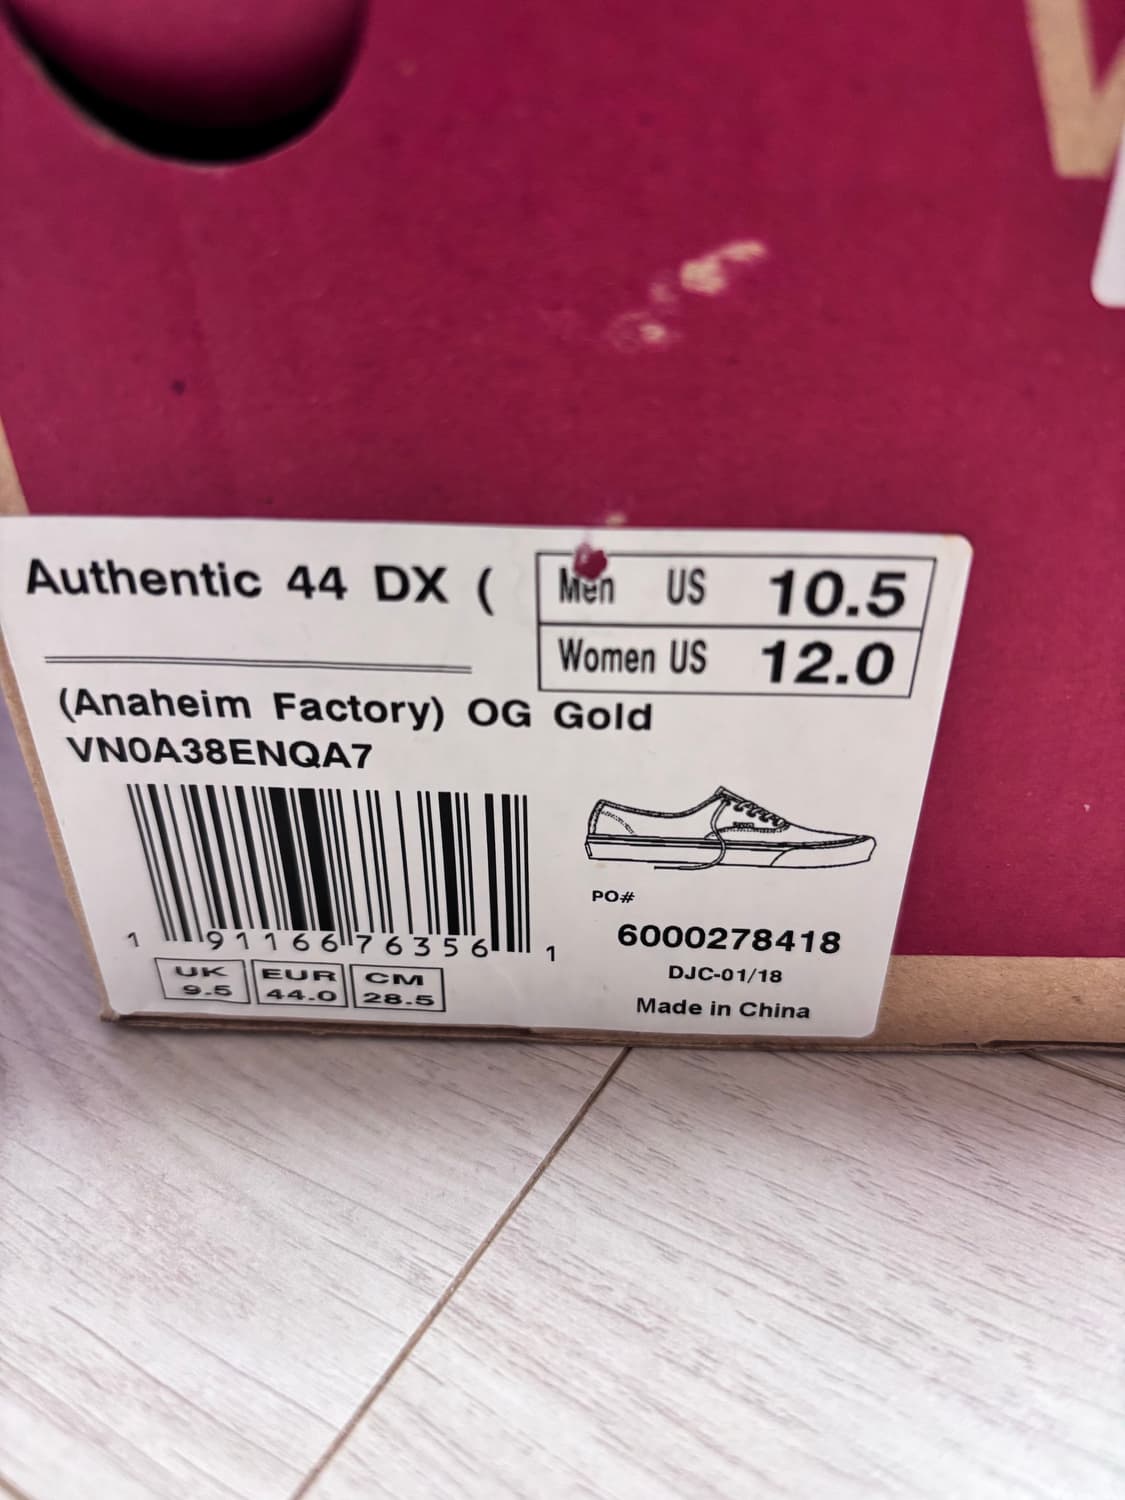 Authentic 44 DX (
Men US 10.5
Women US 12.0
(Anaheim Factory) OG Gold
VN0A38ENQA7
1 91166 76356 1
UK
9.5
EUR
44.0
CM
28.5
PO#
6000278418
DJC-01/18
Made in China